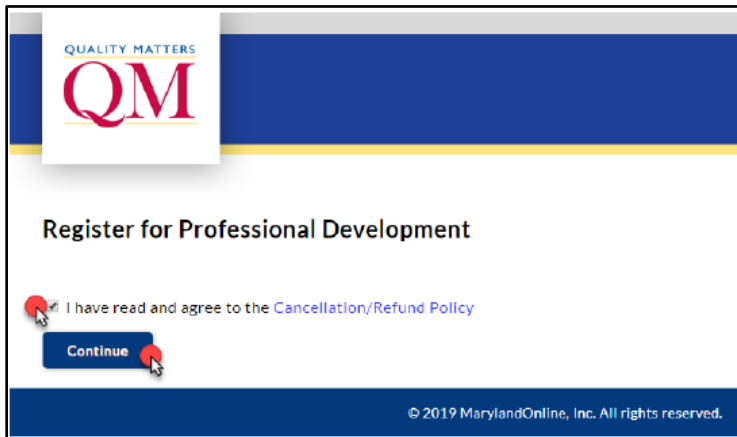 QUALITY MATTERS
QM
Register for Professional Development
I have read and agree to the Cancellation/Refund Policy
Continue
© 2019 MarylandOnline, Inc. All rights reserved.